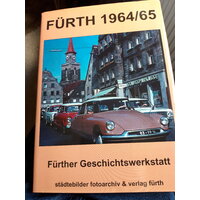 FÜRTH 1964/65
Fürther Geschichtswerkstatt
städtebilder fotoarchiv & verlag fürth